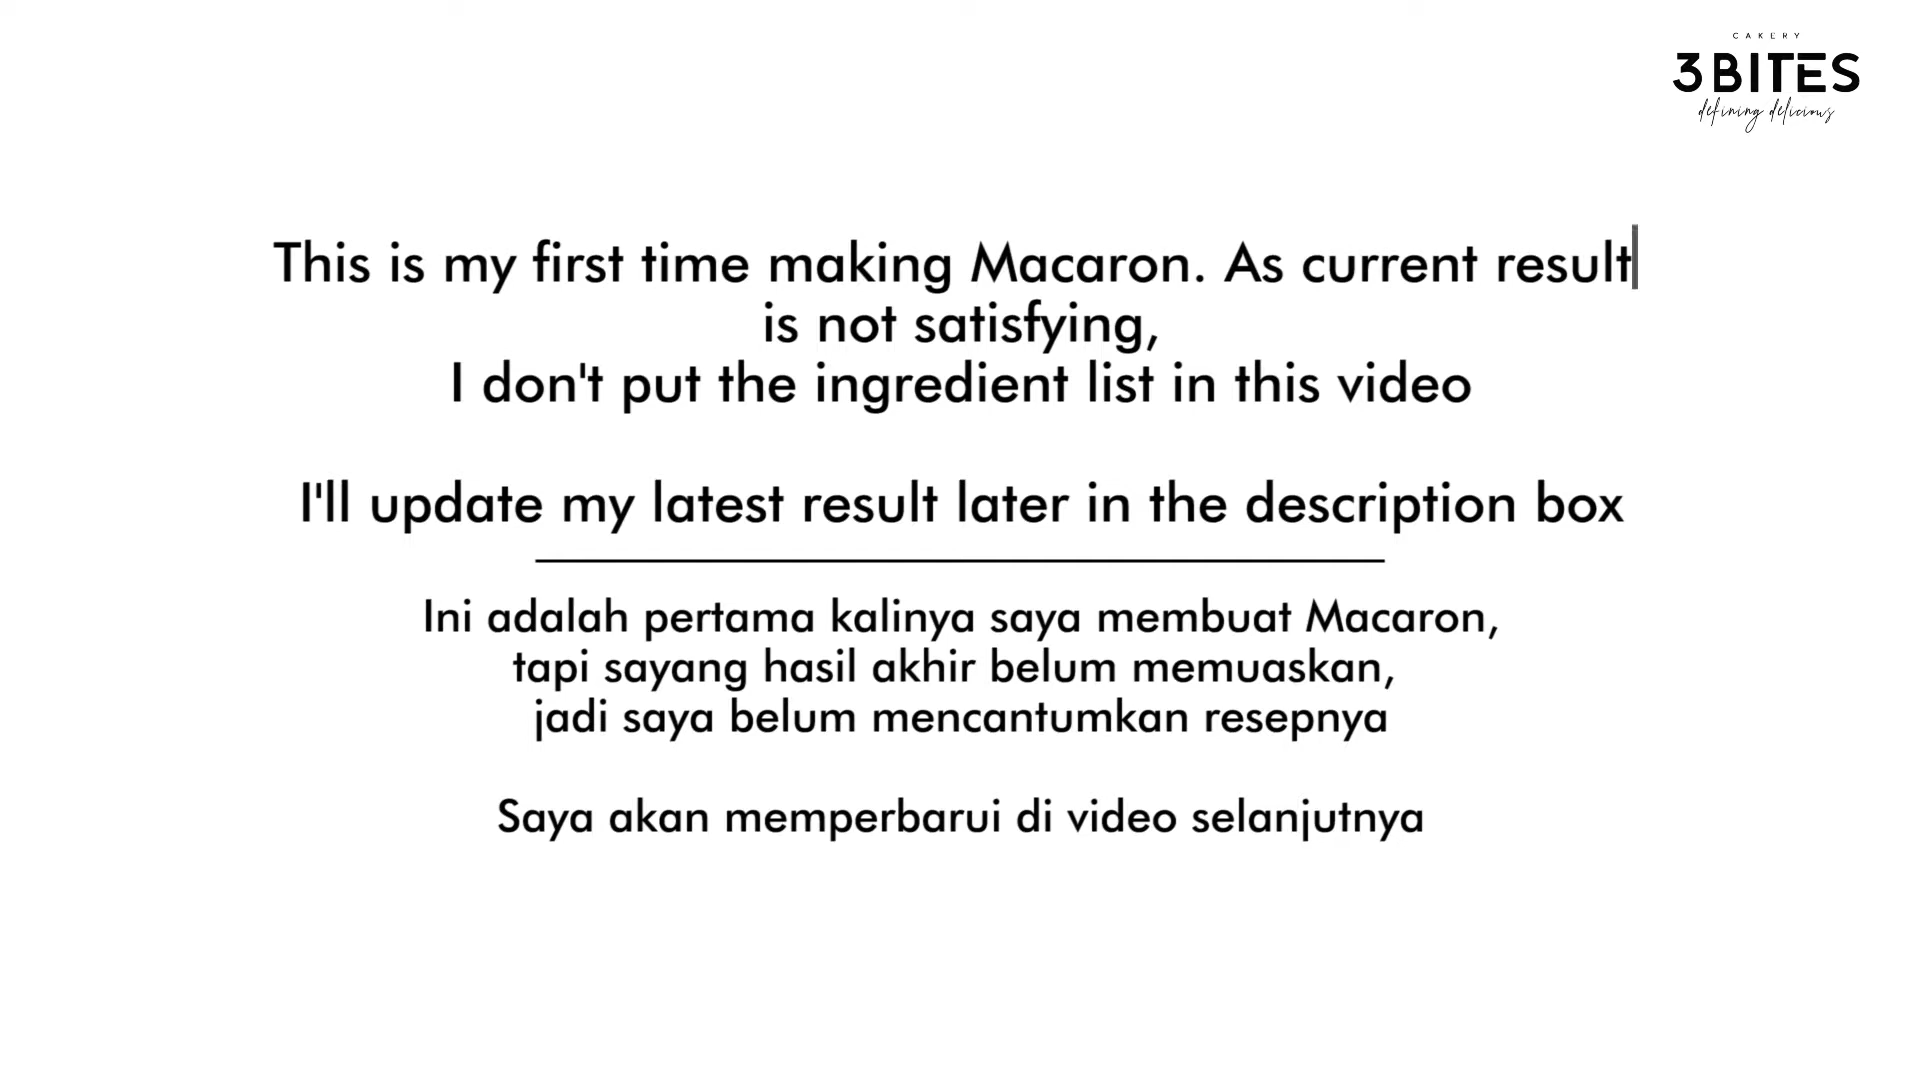 CAKERY
3BITES
defining delicious
This is my first time making Macaron. As current result
is not satisfying,
I don't put the ingredient list in this video
I'll update my latest result later in the description box
Ini adalah pertama kalinya saya membuat Macaron,
tapi sayang hasil akhir belum memuaskan,
jadi saya belum mencantumkan resepnya
Saya akan memperbarui di video selanjutnya